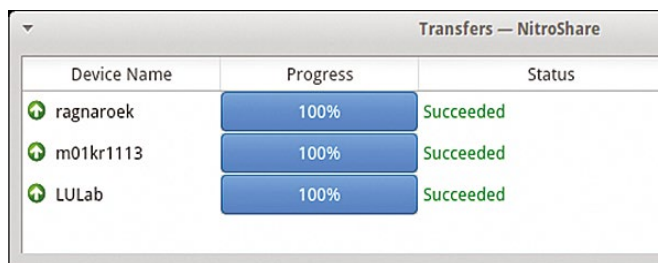 Transfers — NitroShare
Device Name Progress Status
ragnaroek 100% Succeeded
m01kr1113 100% Succeeded
LULab 100% Succeeded